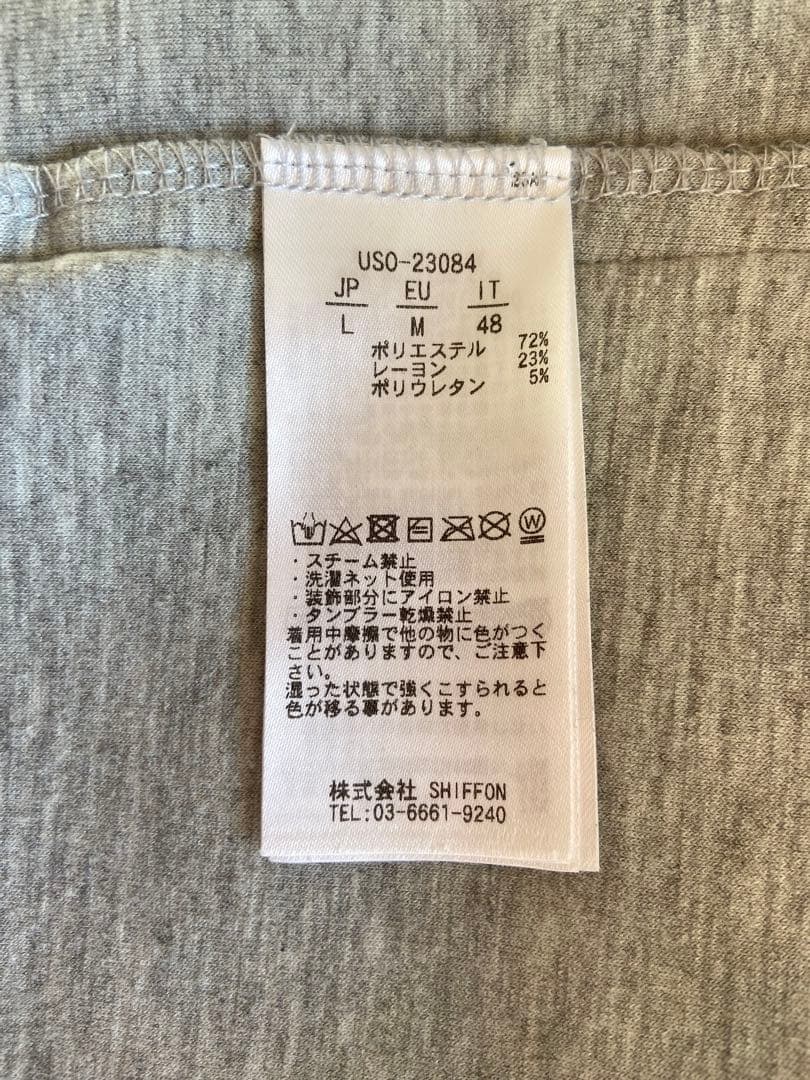 USO-23084
JP EU IT
L M 48
ポリエステル 72%
レーヨン 23%
ポリウレタン 5%
W
・スチーム禁止
・洗濯ネット使用
・装飾部分にアイロン禁止
・タンブラー乾燥禁止
着用中摩擦で他の物に色がつく
ことがありますので、ご注意下
さい。
湿った状態で強くこすられると
色が移る事があります。
株式会社 SHIFFON
TEL:03-6661-9240